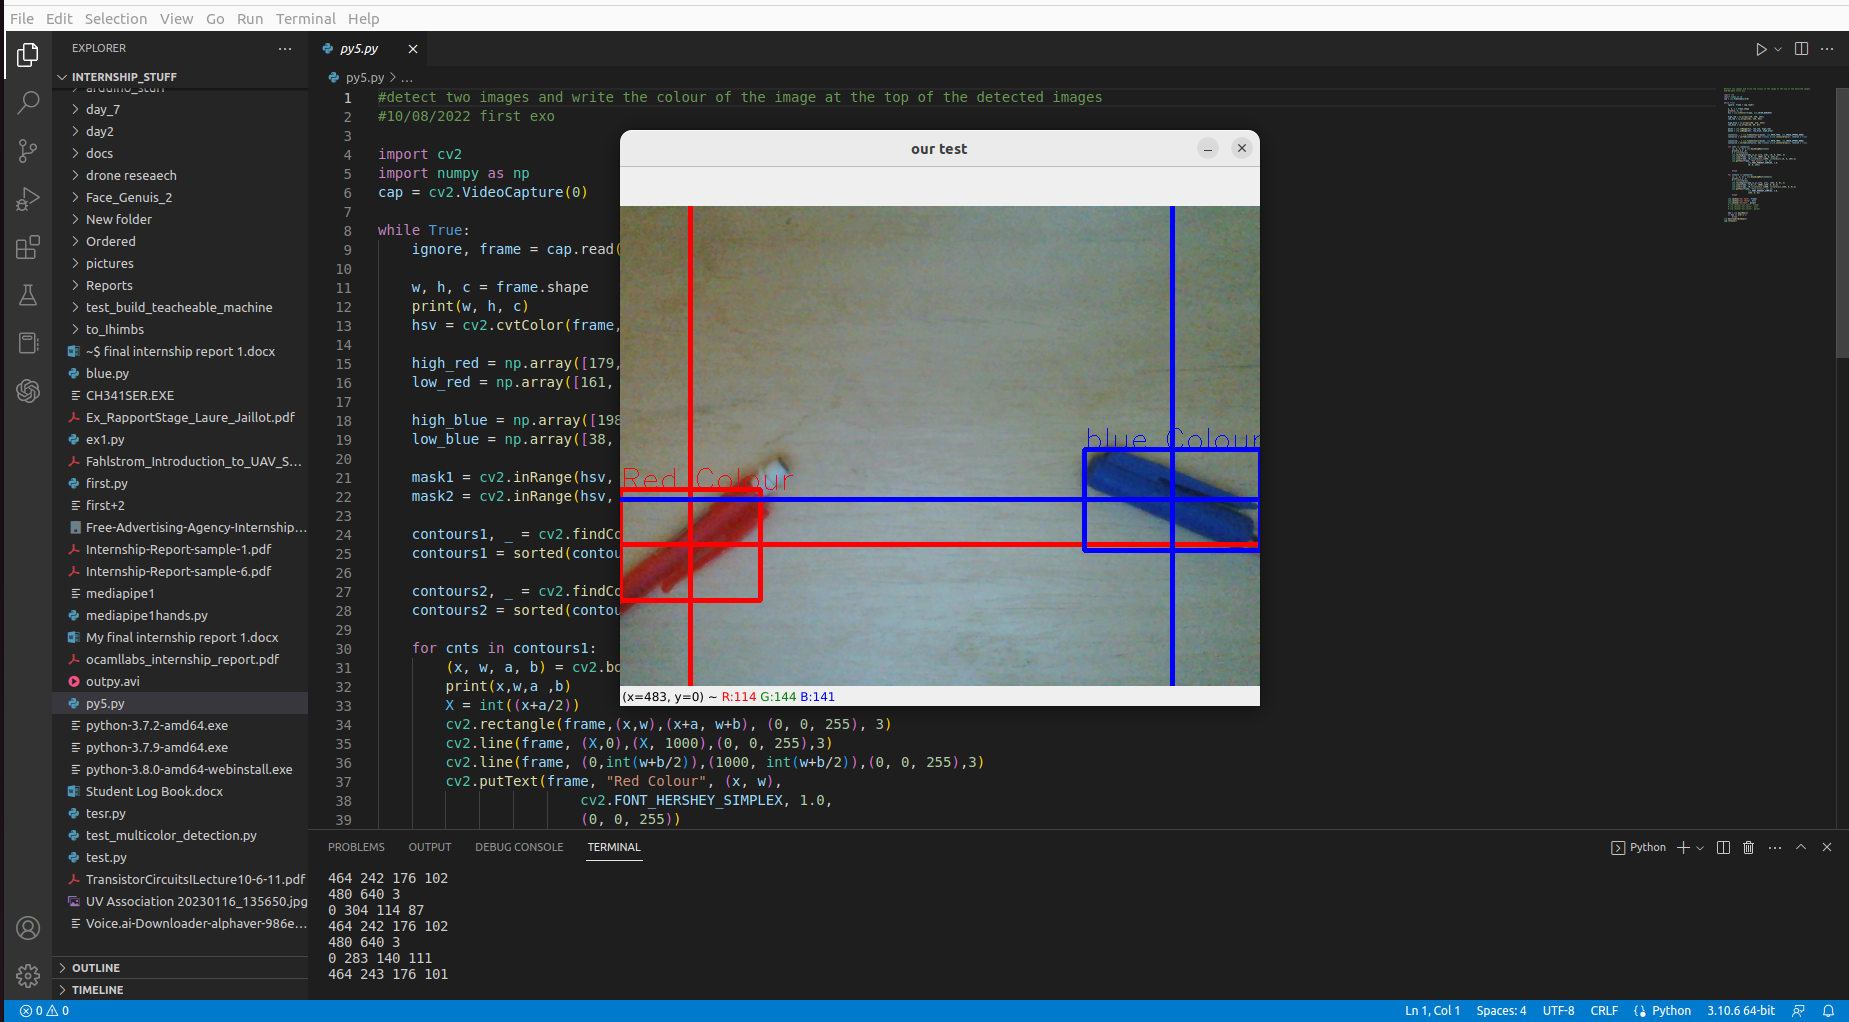 File Edit Selection View Go Run Terminal Help
EXPLORER
INTERNSHIP_STUFF
arduino_stuff
day_7
day2
docs
drone reseaech
Face_Genuis_2
New folder
Ordered
pictures
Reports
test_build_teacheable_machine
to_Ihimbs
~$ final internship report 1.docx
blue.py
CH341SER.EXE
Ex_RapportStage_Laure_Jaillot.pdf
ex1.py
Fahlstrom_Introduction_to_UAV_S...
first.py
first+2
Free-Advertising-Agency-Internship...
Internship-Report-sample-1.pdf
Internship-Report-sample-6.pdf
mediapipe1
mediapipe1hands.py
My final internship report 1.docx
ocamllabs_internship_report.pdf
outpy.avi
py5.py
python-3.7.2-amd64.exe
python-3.7.9-amd64.exe
python-3.8.0-amd64-webinstall.exe
Student Log Book.docx
tesr.py
test_multicolor_detection.py
test.py
TransistorCircuitsILecture10-6-11.pdf
UV Association 20230116_135650.jpg
Voice.ai-Downloader-alphaver-986e...
OUTLINE
TIMELINE
py5.py
py5.py > ...
1 #detect two images and write the colour of the image at the top of the detected images
2 #10/08/2022 first exo
3
4 import cv2
5 import numpy as np
6 cap = cv2.VideoCapture(0)
7
8 while True:
9 ignore, frame = cap.read(
10
11 w, h, c = frame.shape
12 print(w, h, c)
13 hsv = cv2.cvtColor(frame,
14
15 high_red = np.array([179,
16 low_red = np.array([161,
17
18 high_blue = np.array([198
19 low_blue = np.array([38,
20
21 mask1 = cv2.inRange(hsv,
22 mask2 = cv2.inRange(hsv,
23
24 contours1, _ = cv2.findCo
25 contours1 = sorted(contou
26
27 contours2, _ = cv2.findCo
28 contours2 = sorted(contou
29
30 for cnts in contours1:
31 (x, w, a, b) = cv2.bo
32 print(x,w,a ,b)
33 X = int((x+a/2))
34 cv2.rectangle(frame,(x,w),(x+a, w+b), (0, 0, 255), 3)
35 cv2.line(frame, (X,0),(X, 1000),(0, 0, 255),3)
36 cv2.line(frame, (0,int(w+b/2)),(1000, int(w+b/2)),(0, 0, 255),3)
37 cv2.putText(frame, "Red Colour", (x, w),
38 cv2.FONT_HERSHEY_SIMPLEX, 1.0,
39 (0, 0, 255))
our test
blue Colour
Red Colour
(x=483, y=0) ~ R:114 G:144 B:141
PROBLEMS OUTPUT DEBUG CONSOLE TERMINAL
Python
464 242 176 102
480 640 3
0 304 114 87
464 242 176 102
480 640 3
0 283 140 111
464 243 176 101
0 0
Ln 1, Col 1 Spaces: 4 UTF-8 CRLF Python 3.10.6 64-bit